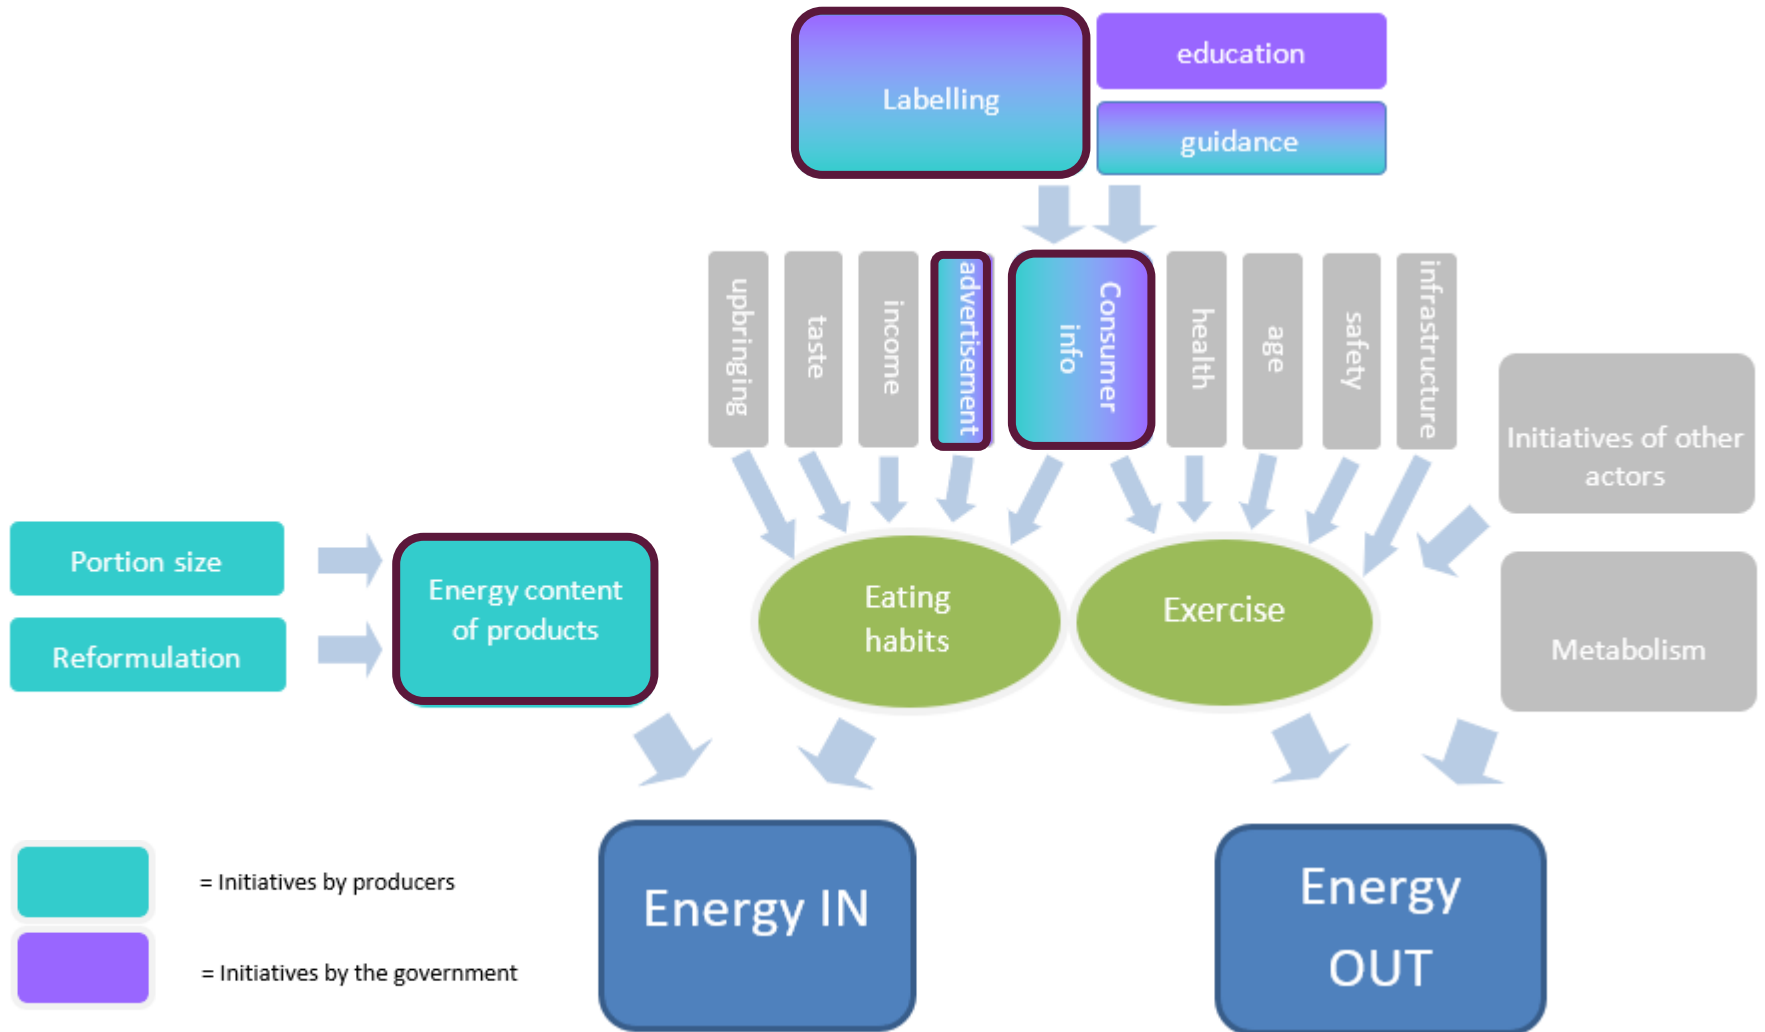 Labelling
education
guidance
upbringing
taste
income
advertisement
Consumer
info
health
age
safety
infrastructure
Initiatives of other
actors
Portion size
Reformulation
Energy content
of products
Eating
habits
Exercise
Metabolism
= Initiatives by producers
= Initiatives by the government
Energy IN
Energy
OUT